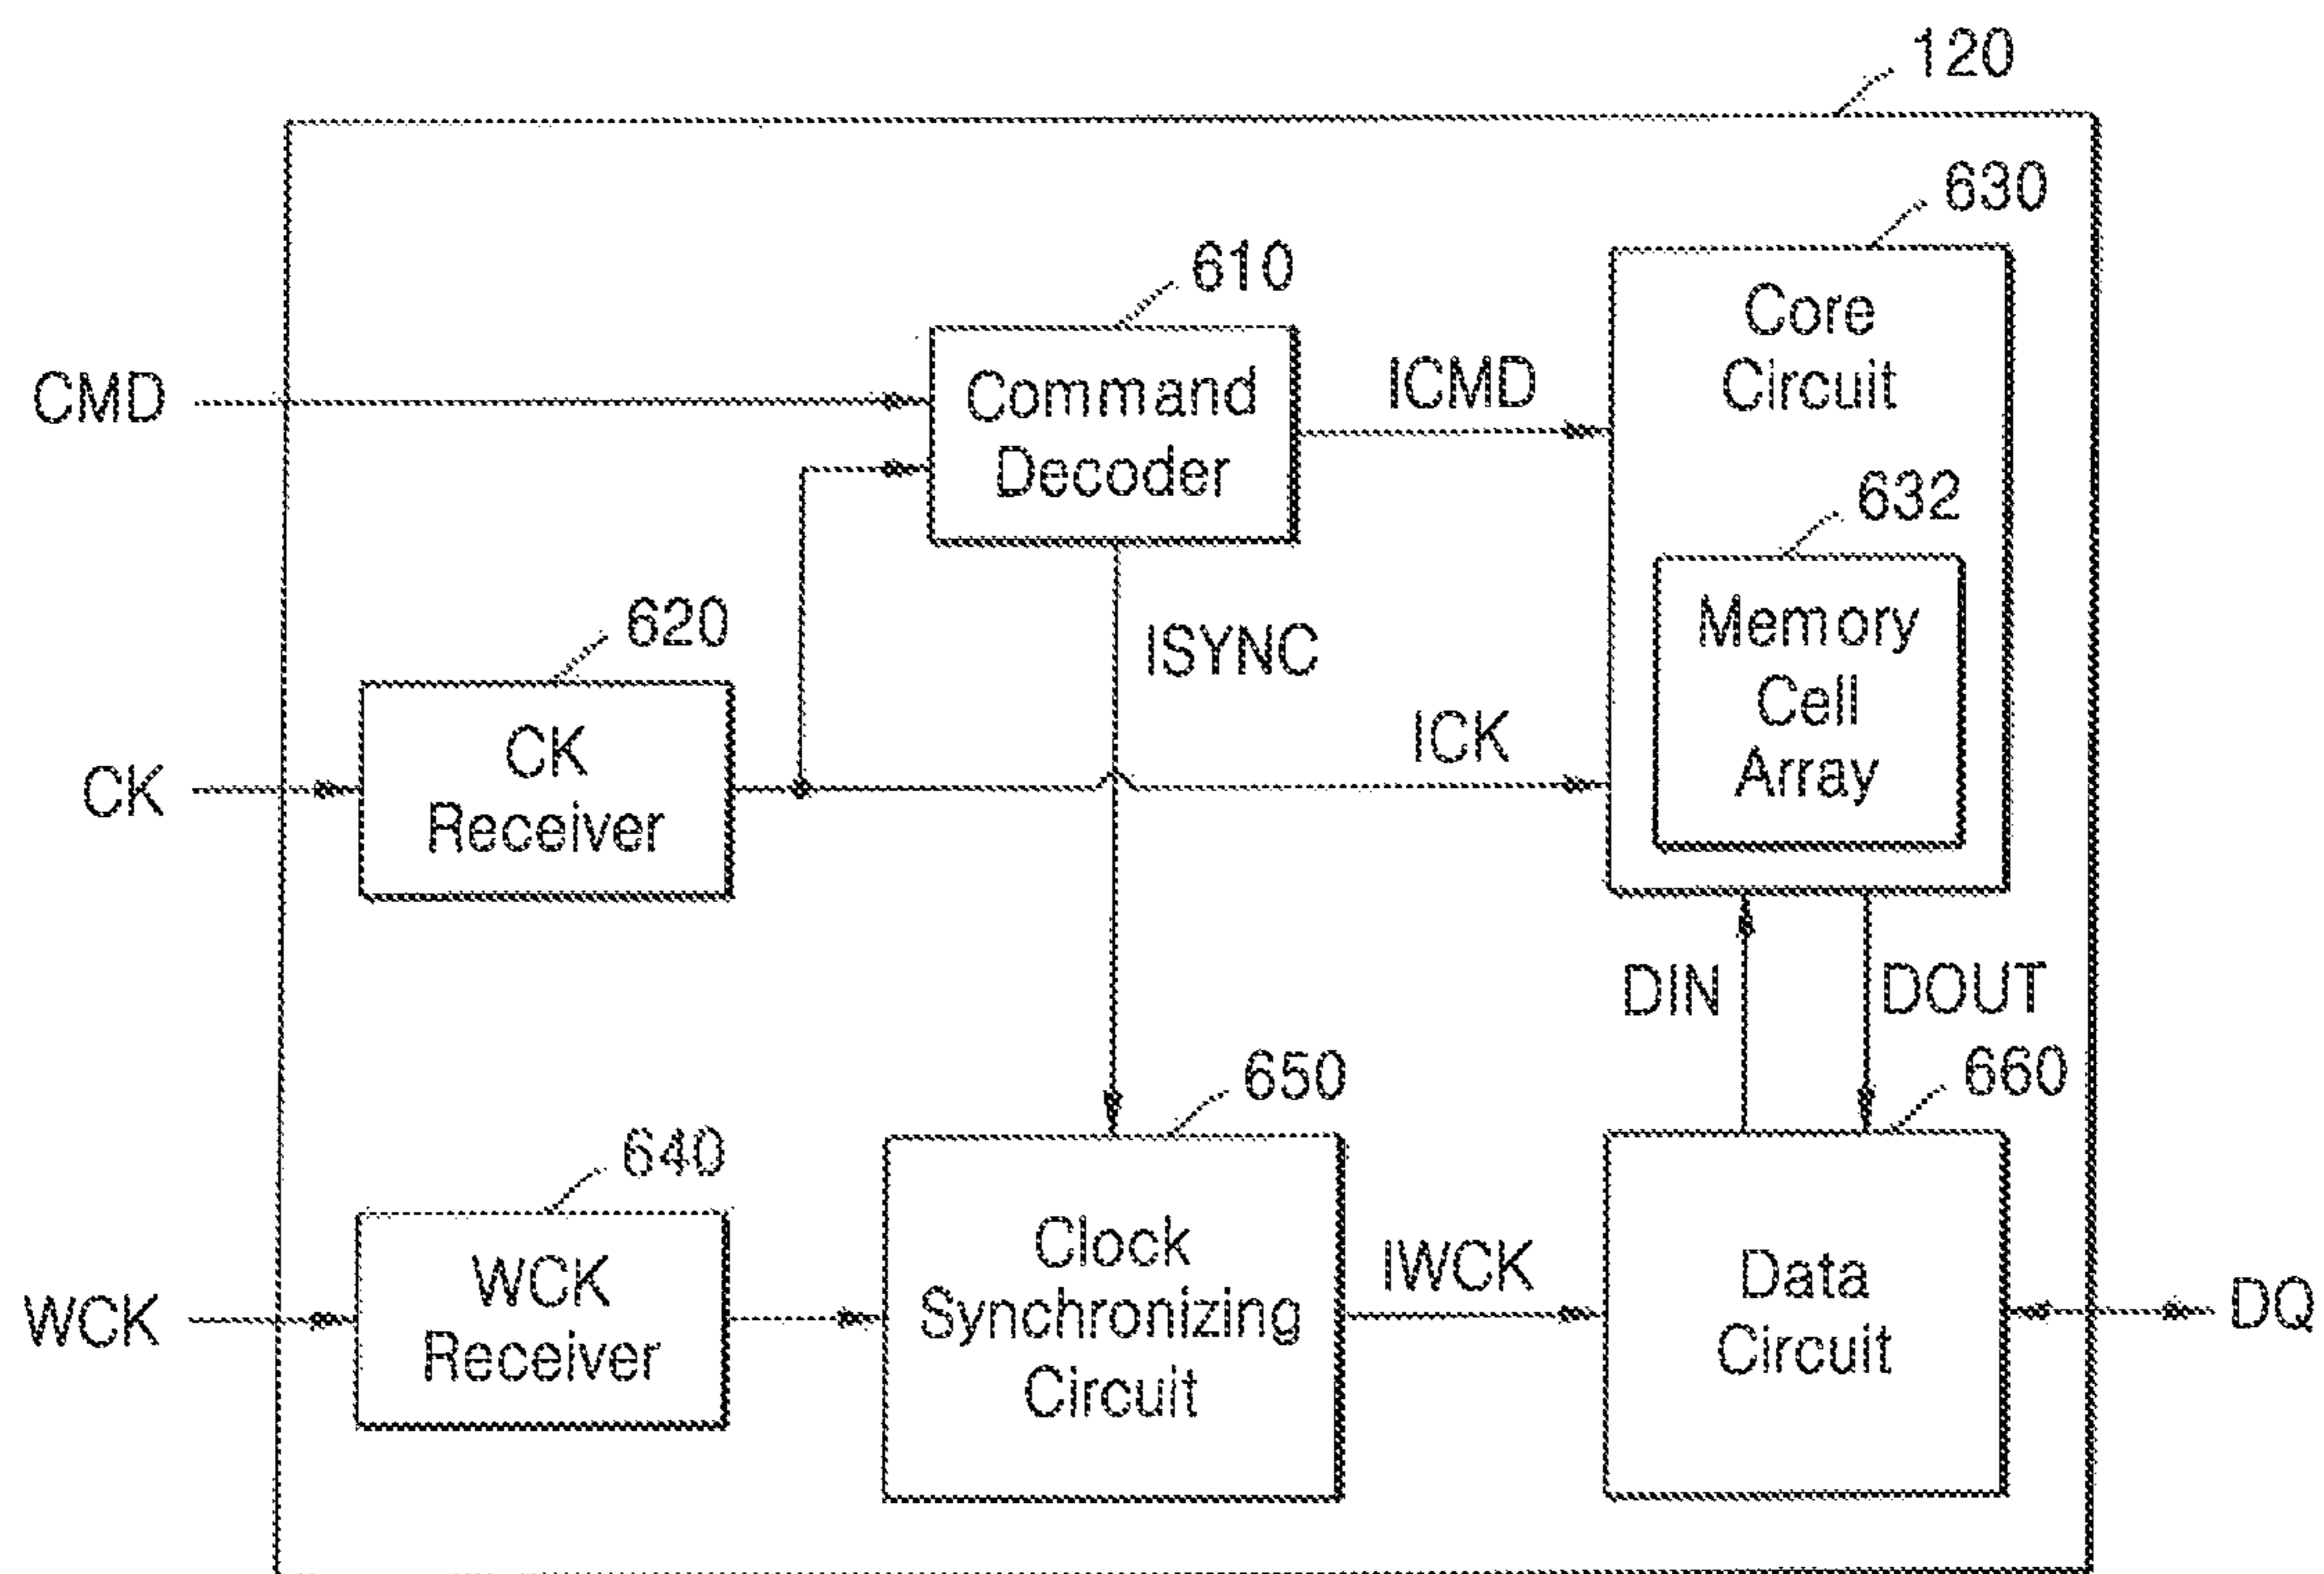 120
630
610
Core
Circuit
CMD
Command
Decoder
ICMD
632
620
ISYNC
Memory
Cell
Array
CK
CK
Receiver
ICK
DIN
DOUT
650
660
640
WCK
WCK
Receiver
Clock
Synchronizing
Circuit
IWCK
Data
Circuit
DQ